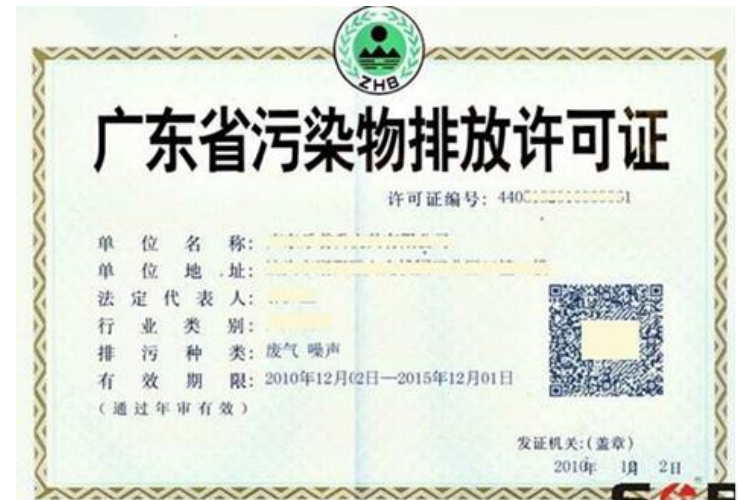 ZHB
广东省污染物排放许可证
许可证编号：440
单位名称：
单位地址：
法定代表人：
行业类别：
排污种类：废气 噪声
有效期限：2010年12月02日—2015年12月01日
（通过年审有效）
发证机关：（盖章）
2010年 月 2日